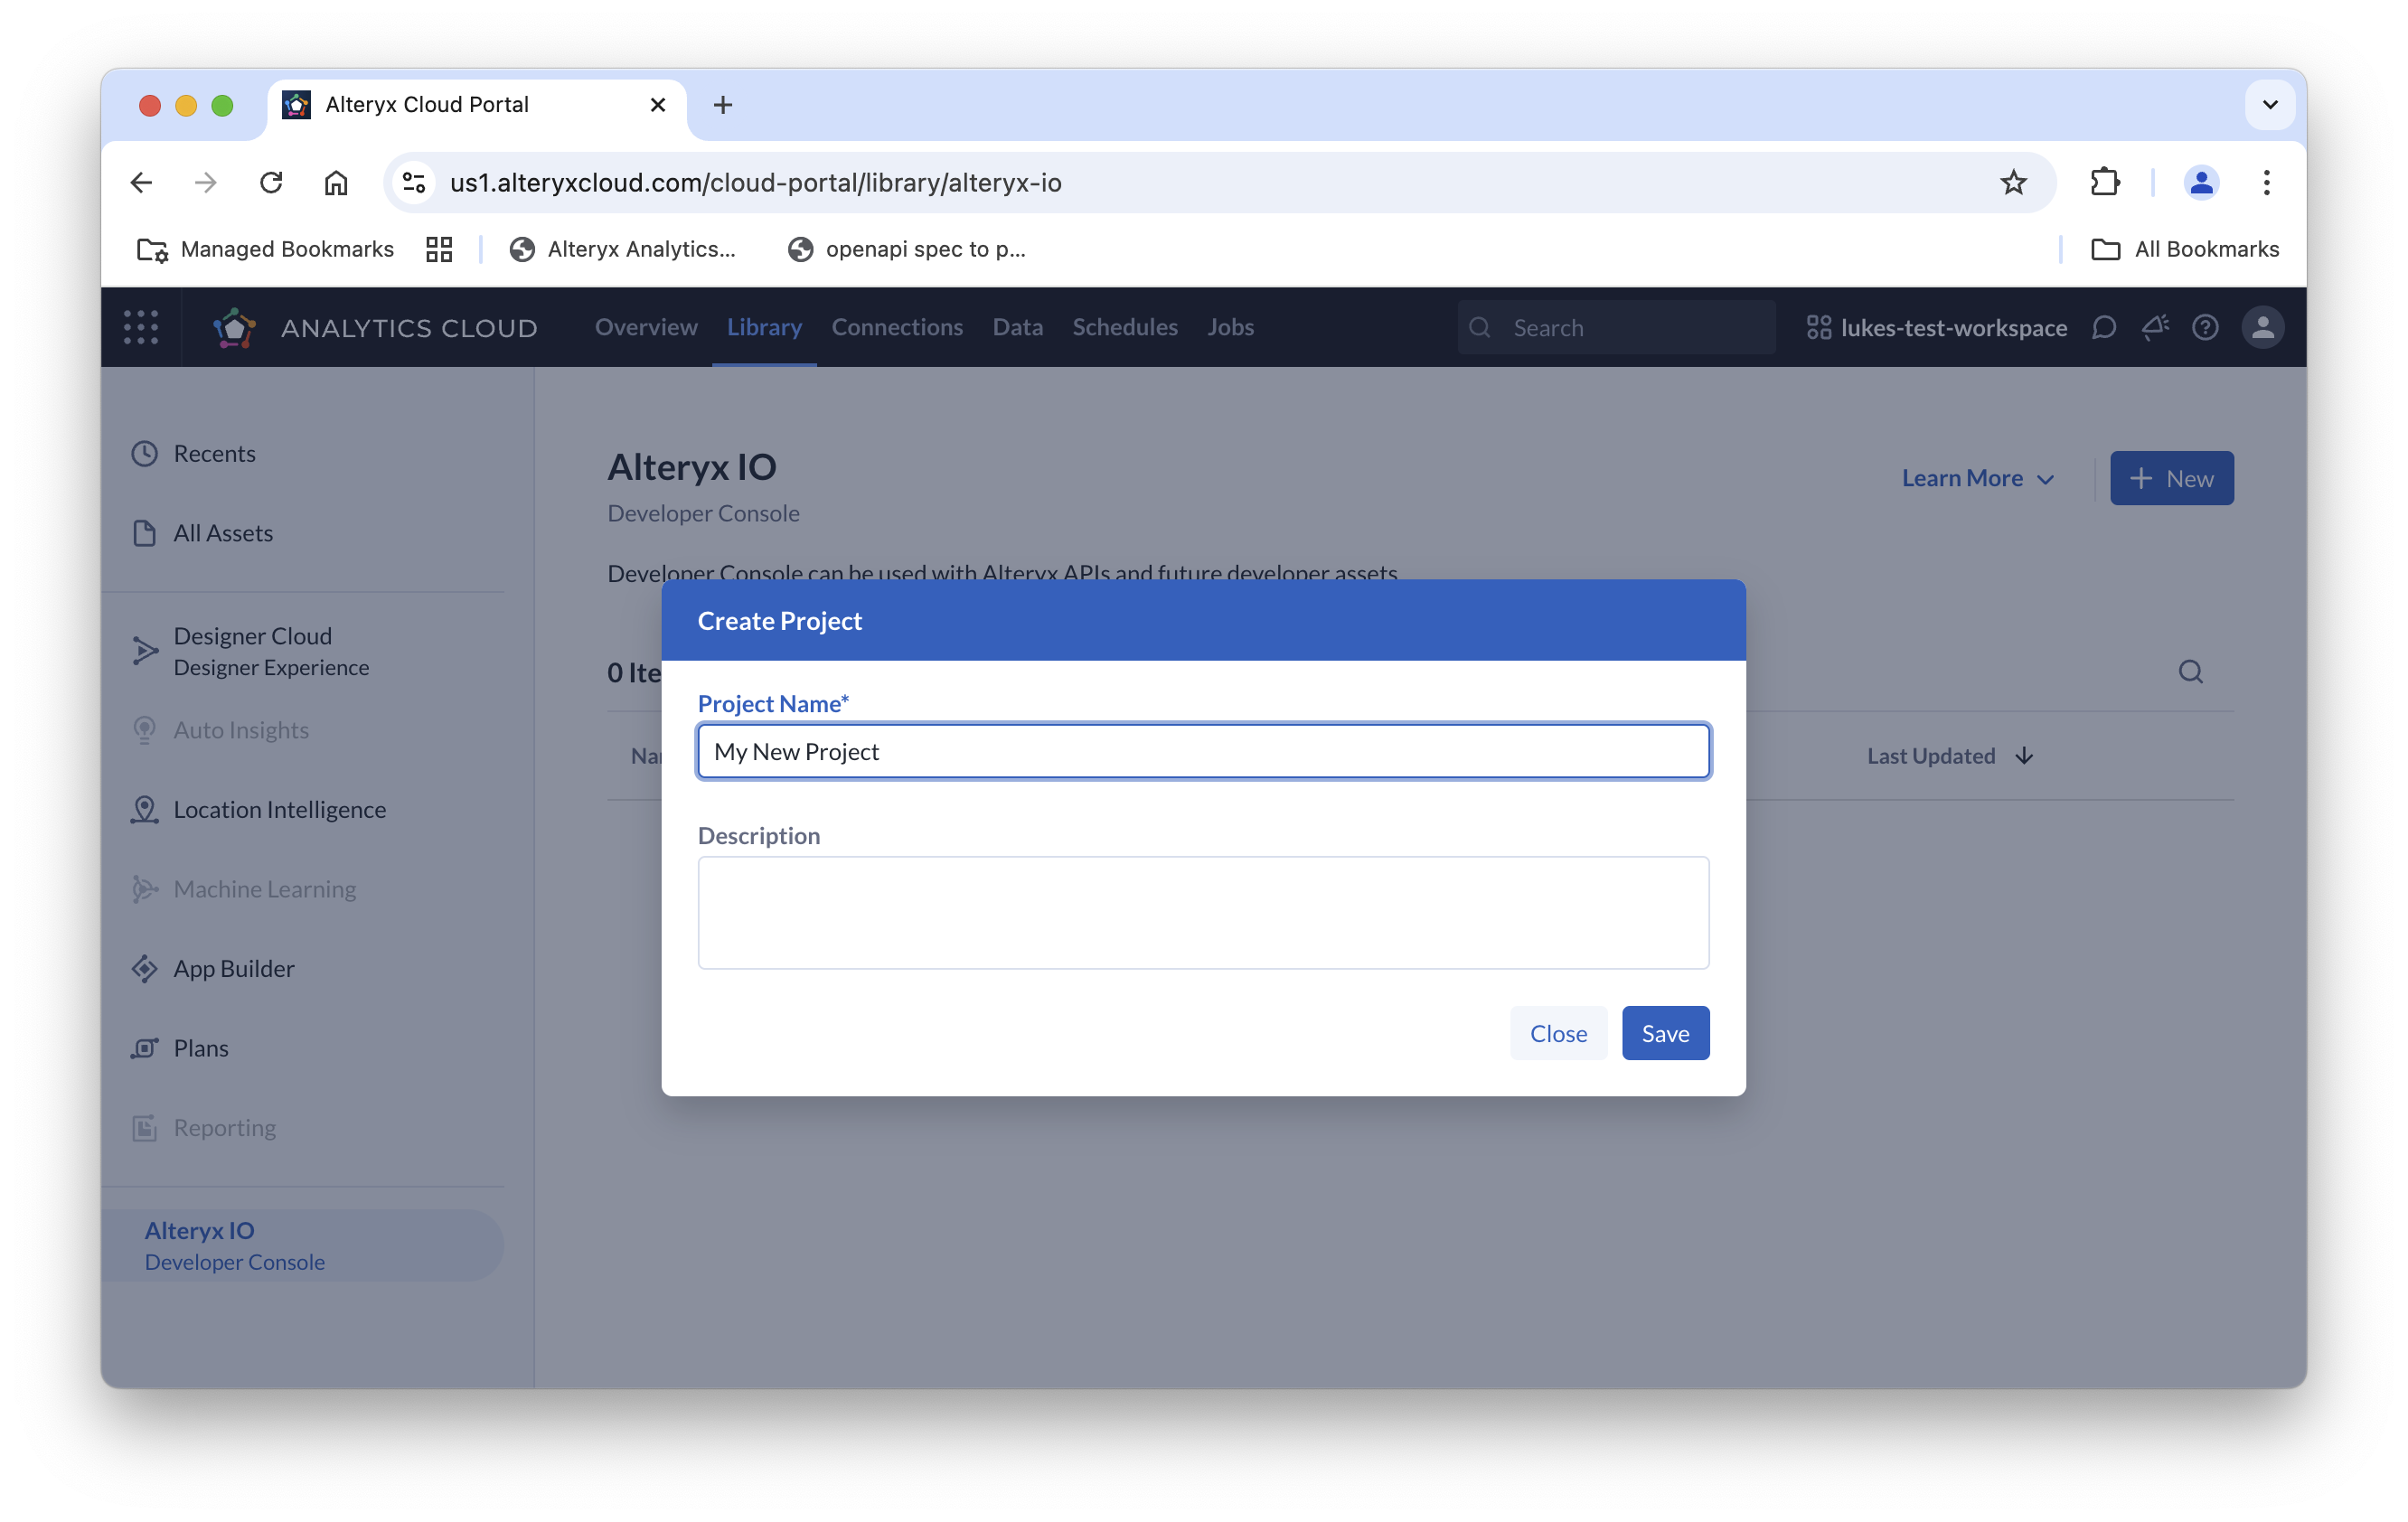 Alteryx Cloud Portal
us1.alteryxcloud.com/cloud-portal/library/alteryx-io
Managed Bookmarks
Alteryx Analytics...
openapi spec to p...
All Bookmarks
ANALYTICS CLOUD
Overview
Library
Connections
Data
Schedules
Jobs
Search
lukes-test-workspace
Recents
All Assets
Designer Cloud
Designer Experience
Auto Insights
Location Intelligence
Machine Learning
App Builder
Plans
Reporting
Alteryx IO
Developer Console
Alteryx IO
Developer Console
Learn More
New
Developer Console can be used with Alteryx APIs and future developer assets
0 Ite
Last Updated
Create Project
Project Name*
My New Project
Description
Close
Save